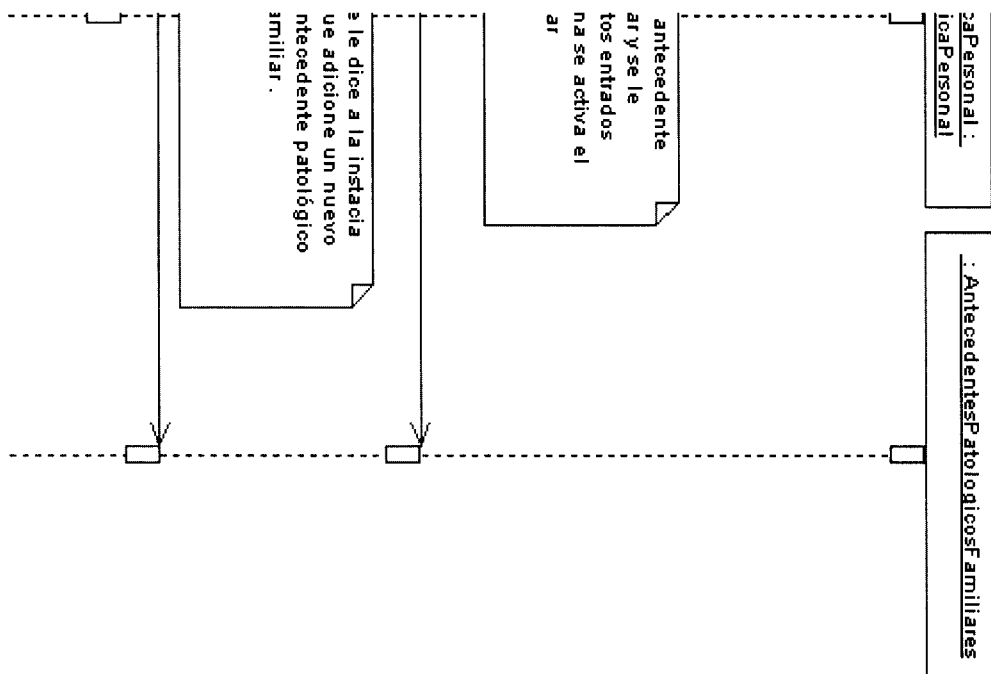 caPersonal :
icaPersonal
: AntecedentesPatologicosFamiliares
antecedente
ar y se le
tos entrados
na se activa el
ar
e le dice a la instacia
ue adicione un nuevo
ntecedente patológico
amiliar.